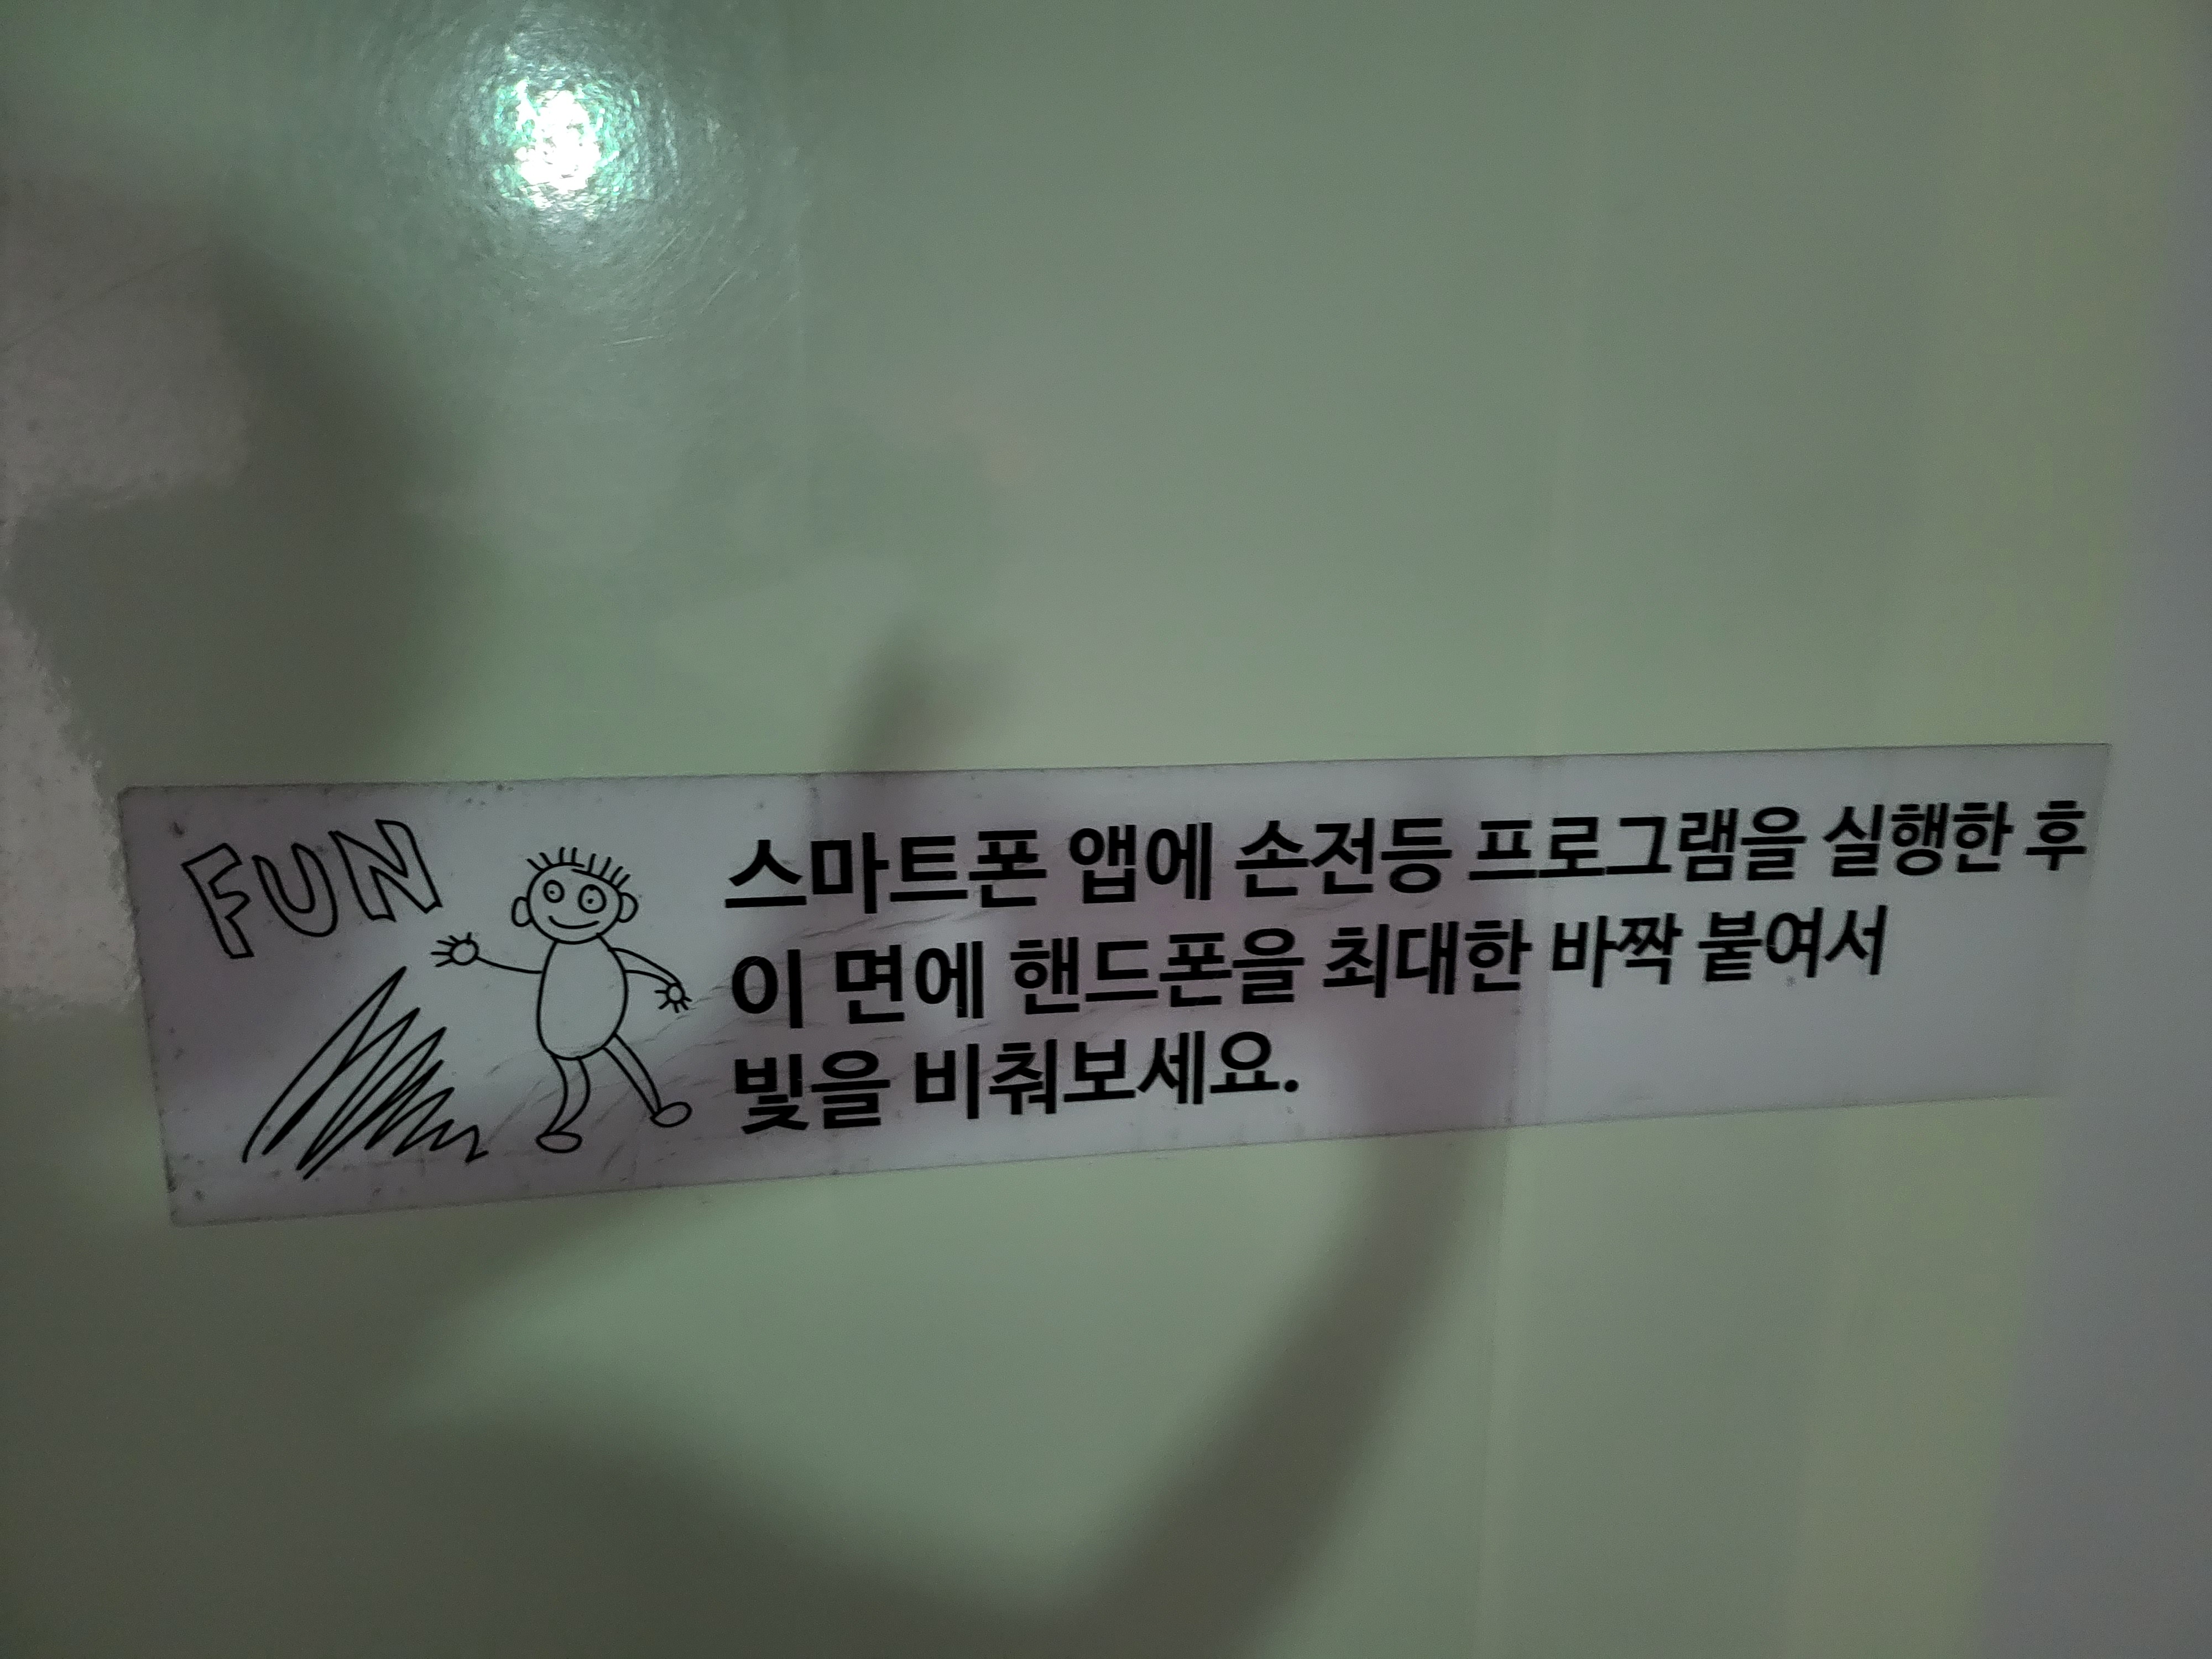 FUN
스마트폰 앱에 손전등 프로그램을 실행한 후
이 면에 핸드폰을 최대한 바짝 붙여서
빛을 비춰보세요.